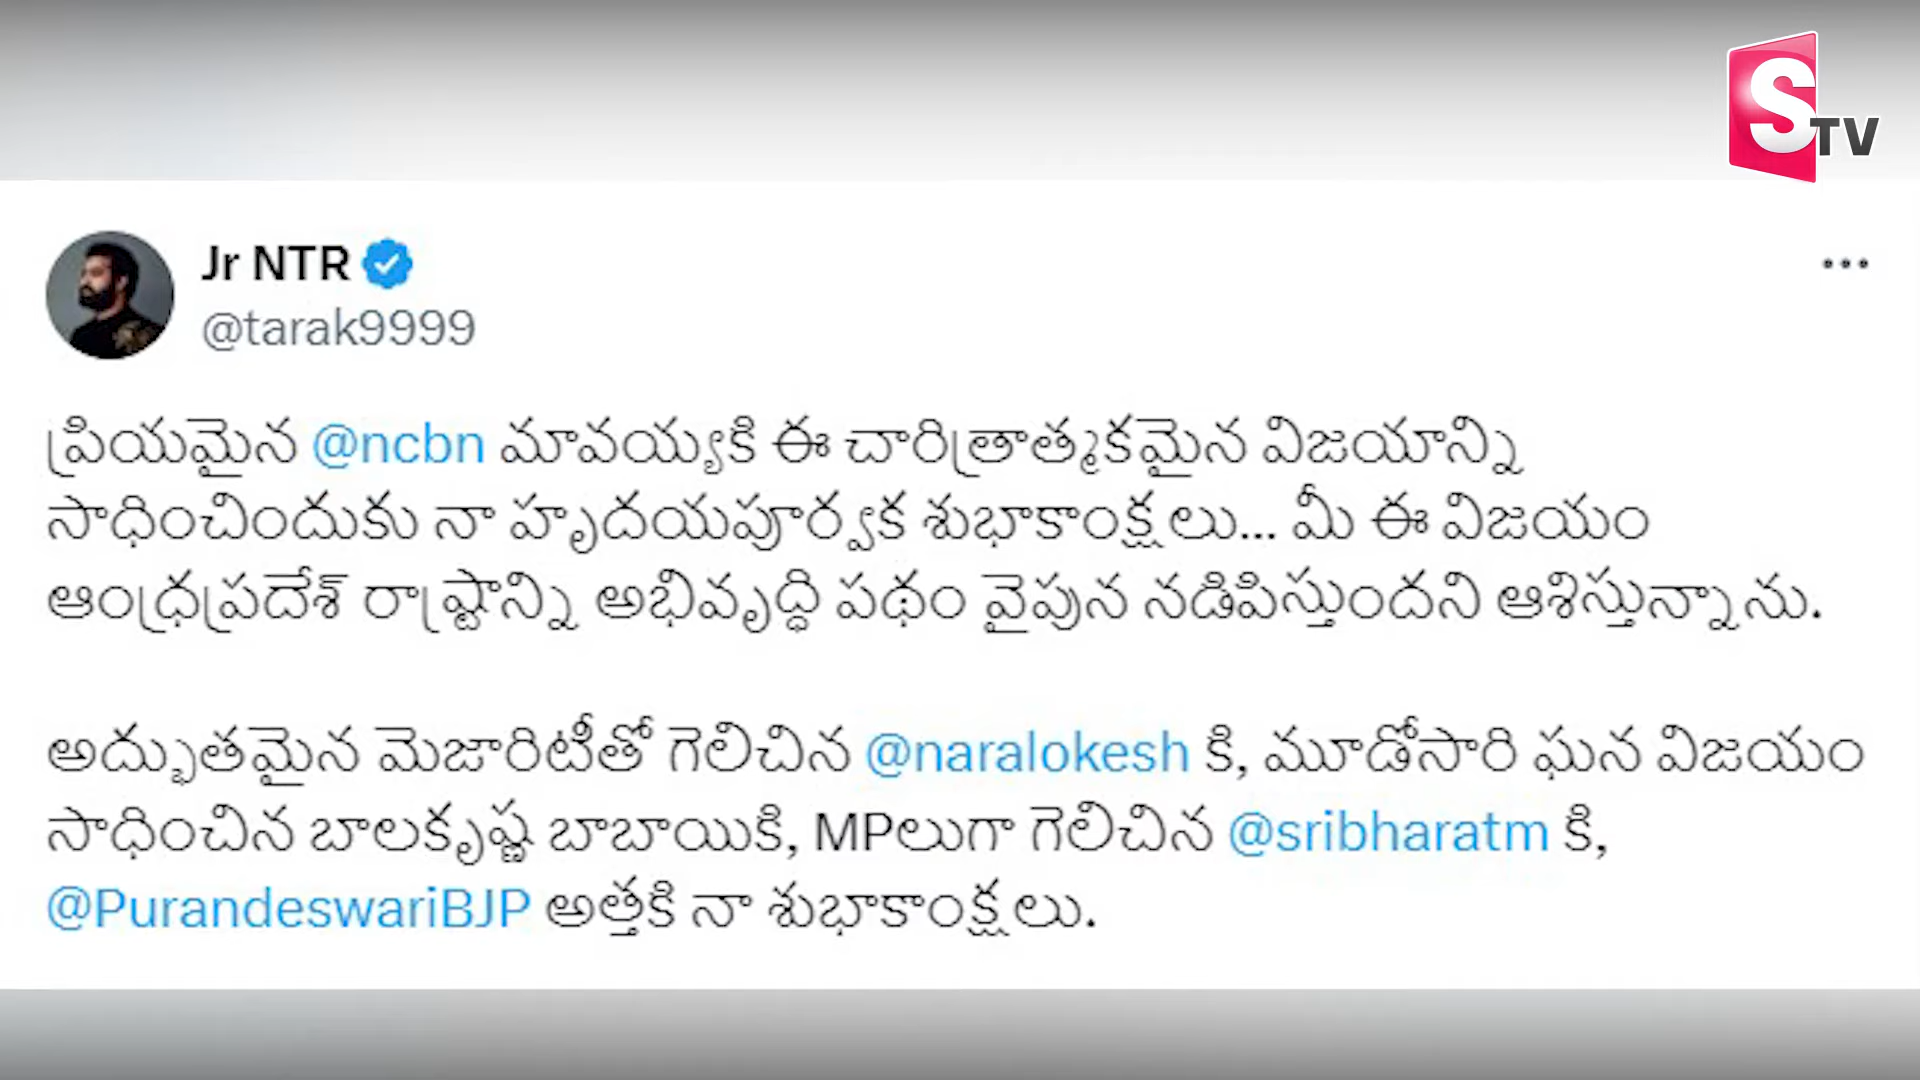 STV
Jr NTR
@tarak9999
ప్రియమైన @ncbn మావయ్యకి ఈ చారిత్రాత్మకమైన విజయాన్ని
సాధించిందుకు నా హృదయపూర్వక శుభాకాంక్షలు... మీ ఈ విజయం
ఆంధ్రప్రదేశ్ రాష్ట్రాన్ని అభివృద్ధి పథం వైపున నడిపిస్తుందని ఆశిస్తున్నాను.
అద్భుతమైన మెజారిటీతో గెలిచిన @naralokesh కి, మూడోసారి ఘన విజయం
సాధించిన బాలకృష్ణ బాబాయికి, MPలుగా గెలిచిన @sribharatm కి,
@PurandeswariBJP అత్తకి నా శుభాకాంక్షలు.